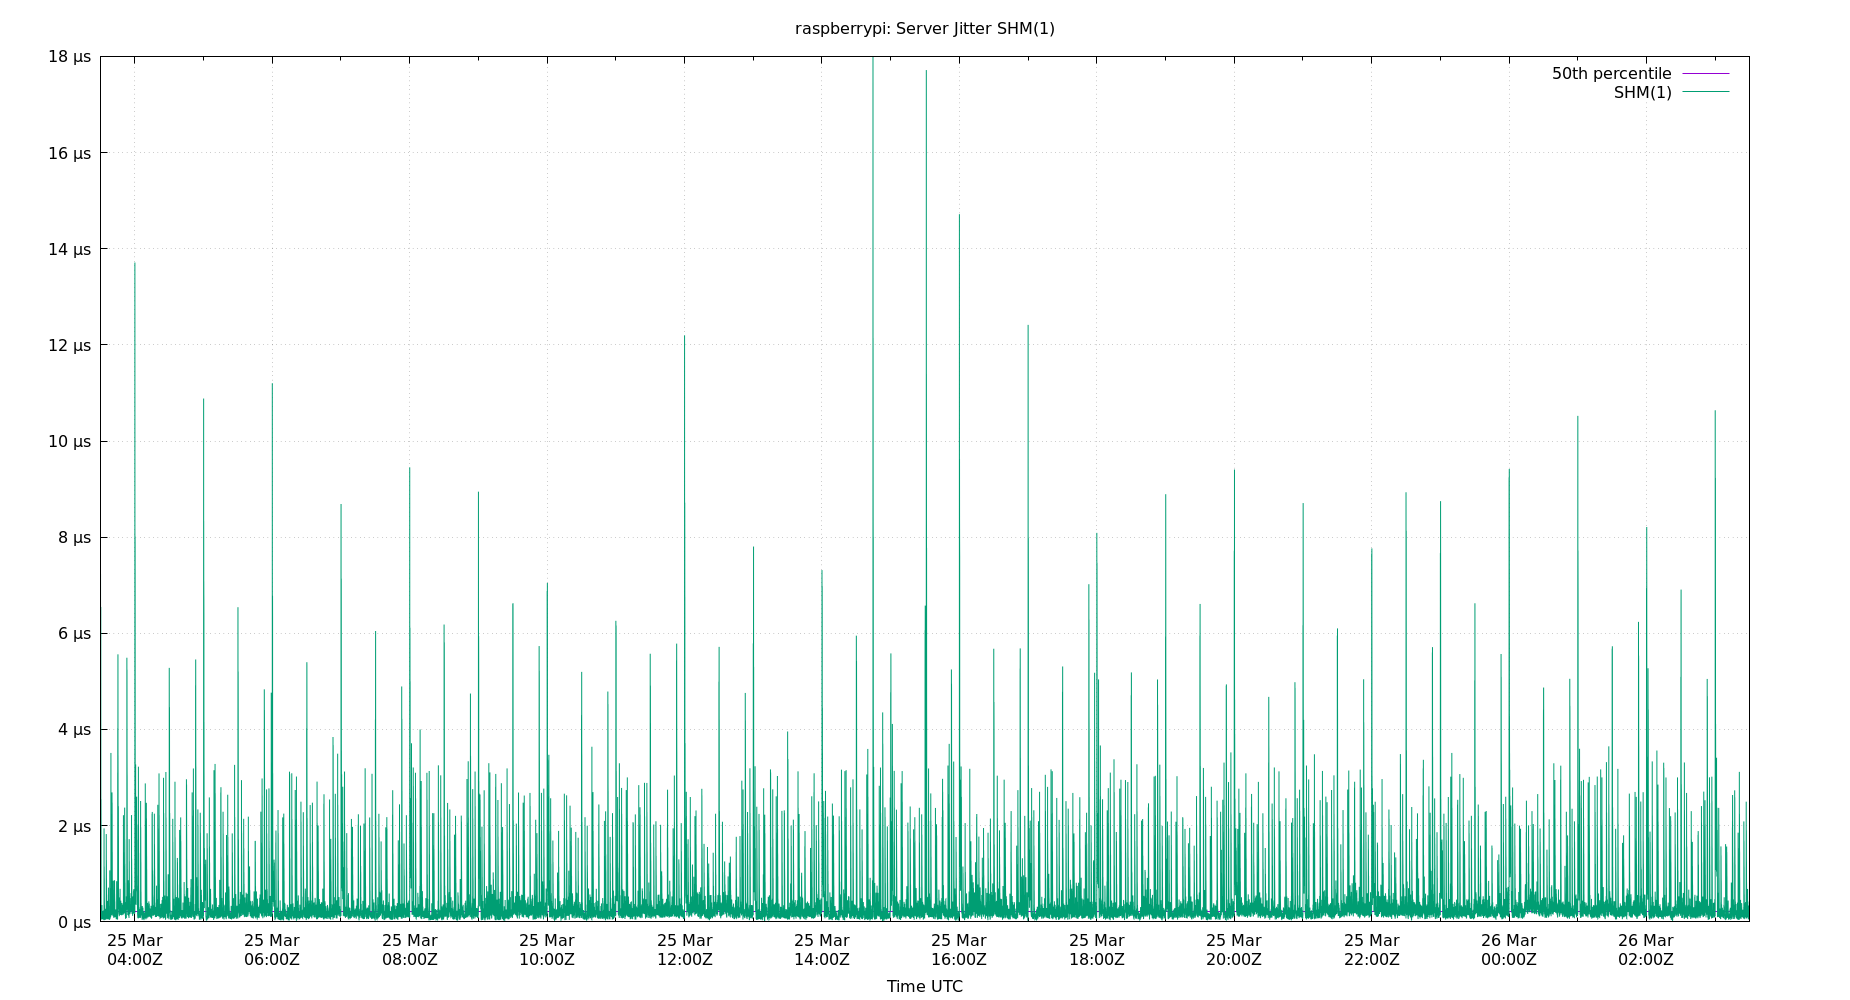 raspberrypi: Server Jitter SHM(1)
18 µs
16 µs
14 µs
12 µs
10 µs
8 µs
6 µs
4 µs
2 µs
0 µs
50th percentile
SHM(1)
25 Mar 25 Mar 25 Mar 25 Mar 25 Mar 25 Mar 25 Mar 25 Mar 25 Mar 25 Mar 26 Mar 26 Mar
04:00Z 06:00Z 08:00Z 10:00Z 12:00Z 14:00Z 16:00Z 18:00Z 20:00Z 22:00Z 00:00Z 02:00Z
Time UTC